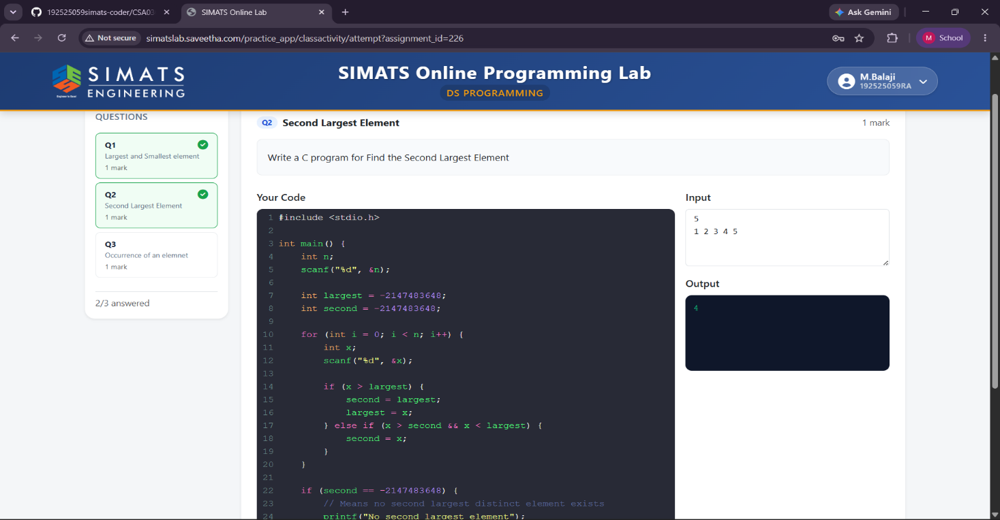 192525059simats-coder/CSA03
SIMATS Online Lab
Ask Gemini
Not secure
simatslab.saveetha.com/practice_app/classactivity/attempt?assignment_id=226
M
School
SIMATS
ENGINEERING
SIMATS Online Programming Lab
DS PROGRAMMING
M.Balaji
192525059RA
QUESTIONS
Q1
Largest and Smallest element
1 mark
Q2
Second Largest Element
1 mark
Q3
Occurrence of an elemnet
1 mark
2/3 answered
Q2 Second Largest Element
1 mark
Write a C program for Find the Second Largest Element
Your Code
1 #include <stdio.h>
2
3 int main() {
4     int n;
5     scanf("%d", &n);
6
7     int largest = -2147483648;
8     int second = -2147483648;
9
10     for (int i = 0; i < n; i++) {
11         int x;
12         scanf("%d", &x);
13
14         if (x > largest) {
15             second = largest;
16             largest = x;
17         } else if (x > second && x < largest) {
18             second = x;
19         }
20     }
21
22     if (second == -2147483648) {
23         // Means no second largest distinct element exists
24         printf("No second largest element");
Input
5
1 2 3 4 5
Output
4